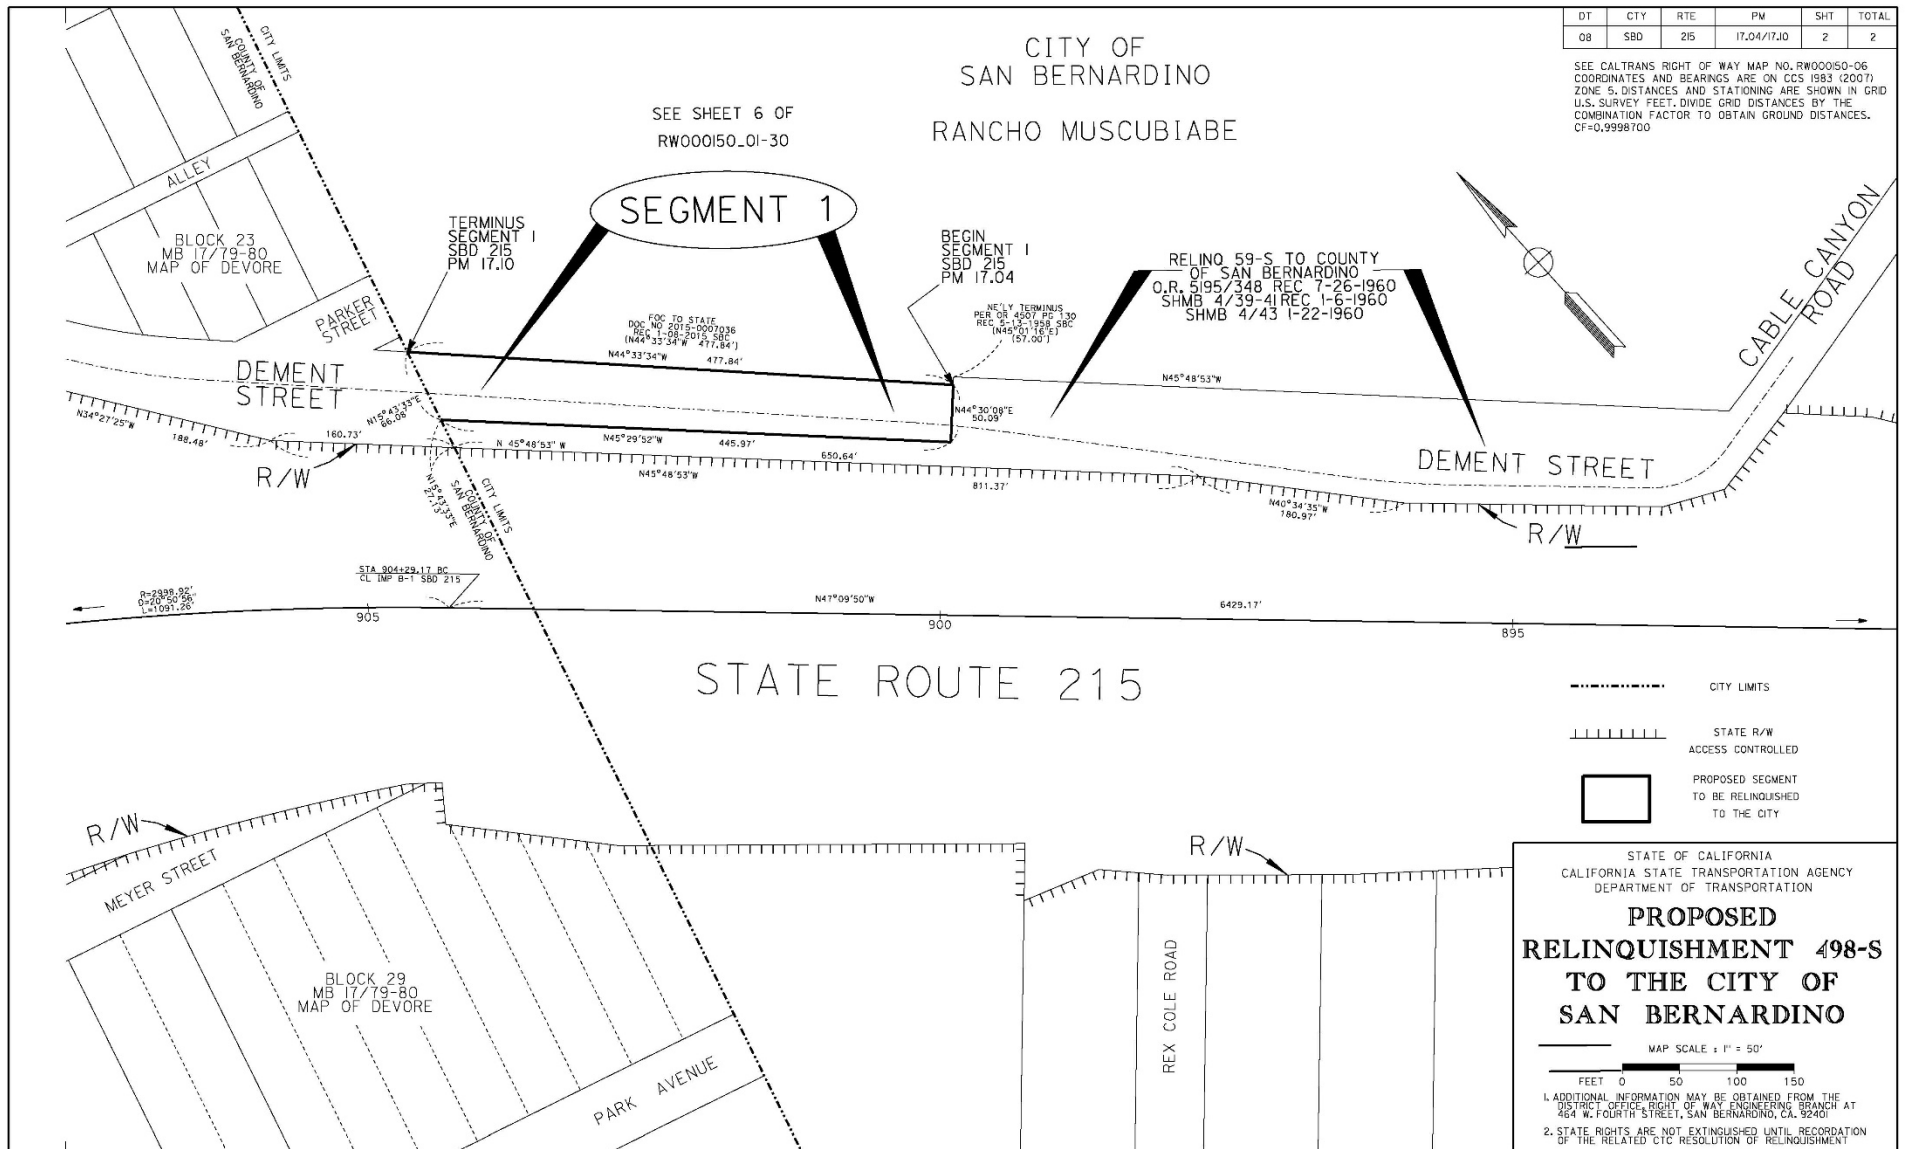 DT CTY RTE PM SHT TOTAL
08 SBD 215 17.04/17.10 2 2
SEE CALTRANS RIGHT OF WAY MAP NO. RW000150-06
COORDINATES AND BEARINGS ARE ON CCS 1983 (2007)
ZONE 5. DISTANCES AND STATIONING ARE SHOWN IN GRID
U.S. SURVEY FEET. DIVIDE GRID DISTANCES BY THE
COMBINATION FACTOR TO OBTAIN GROUND DISTANCES.
CF=0.9998700
CITY OF
SAN BERNARDINO
RANCHO MUSCUBIABE
SEE SHEET 6 OF
RW000150_01-30
CITY LIMITS
COUNTY OF
SAN BERNARDINO
ALLEY
BLOCK 23
MB 17/79-80
MAP OF DEVORE
PARKER
STREET
SEGMENT 1
TERMINUS
SEGMENT 1
SBD 215
PM 17.10
BEGIN
SEGMENT 1
SBD 215
PM 17.04
NE'LY TERMINUS
PER OR 4507 PG 130
REC 5-13-1958 SBC
(N45°01'16"E)
(57.00')
RELINQ 59-S TO COUNTY
OF SAN BERNARDINO
O.R. 5195/348 REC 7-26-1960
SHMB 4/39-41 REC 1-6-1960
SHMB 4/43 1-22-1960
CABLE CANYON
ROAD
FOC TO STATE
DOC NO 2015-0007036
REC 1-08-2015 SBC
(N44°33'34"W 477.84')
N44°33'34"W 477.84'
N45°48'53"W
DEMENT
STREET
N15°43'33"E
66.08'
N44°30'08"E
50.09'
N34°27'25"W
188.48'
160.73'
N 45°48'53" W
N45°29'52"W
445.97'
650.64'
N45°48'53"W
811.37'
DEMENT STREET
R/W
N15°43'33"E
27.13'
COUNTY OF
SAN BERNARDINO
CITY LIMITS
N40°34'35"W
180.97'
R/W
STA 904+29.17 BC
CL IMP B-1 SBD 215
R=2998.92'
D=20°50'56"
L=1091.26'
N47°09'50"W
6429.17'
905
900
895
STATE ROUTE 215
CITY LIMITS
STATE R/W
ACCESS CONTROLLED
PROPOSED SEGMENT
TO BE RELINQUISHED
TO THE CITY
R/W
MEYER STREET
R/W
BLOCK 29
MB 17/79-80
MAP OF DEVORE
PARK AVENUE
REX COLE ROAD
STATE OF CALIFORNIA
CALIFORNIA STATE TRANSPORTATION AGENCY
DEPARTMENT OF TRANSPORTATION
PROPOSED
RELINQUISHMENT 498-S
TO THE CITY OF
SAN BERNARDINO
MAP SCALE : 1" = 50'
FEET 0 50 100 150
1. ADDITIONAL INFORMATION MAY BE OBTAINED FROM THE
DISTRICT OFFICE, RIGHT OF WAY ENGINEERING BRANCH AT
464 W. FOURTH STREET, SAN BERNARDINO, CA. 92401
2. STATE RIGHTS ARE NOT EXTINGUISHED UNTIL RECORDATION
OF THE RELATED CTC RESOLUTION OF RELINQUISHMENT